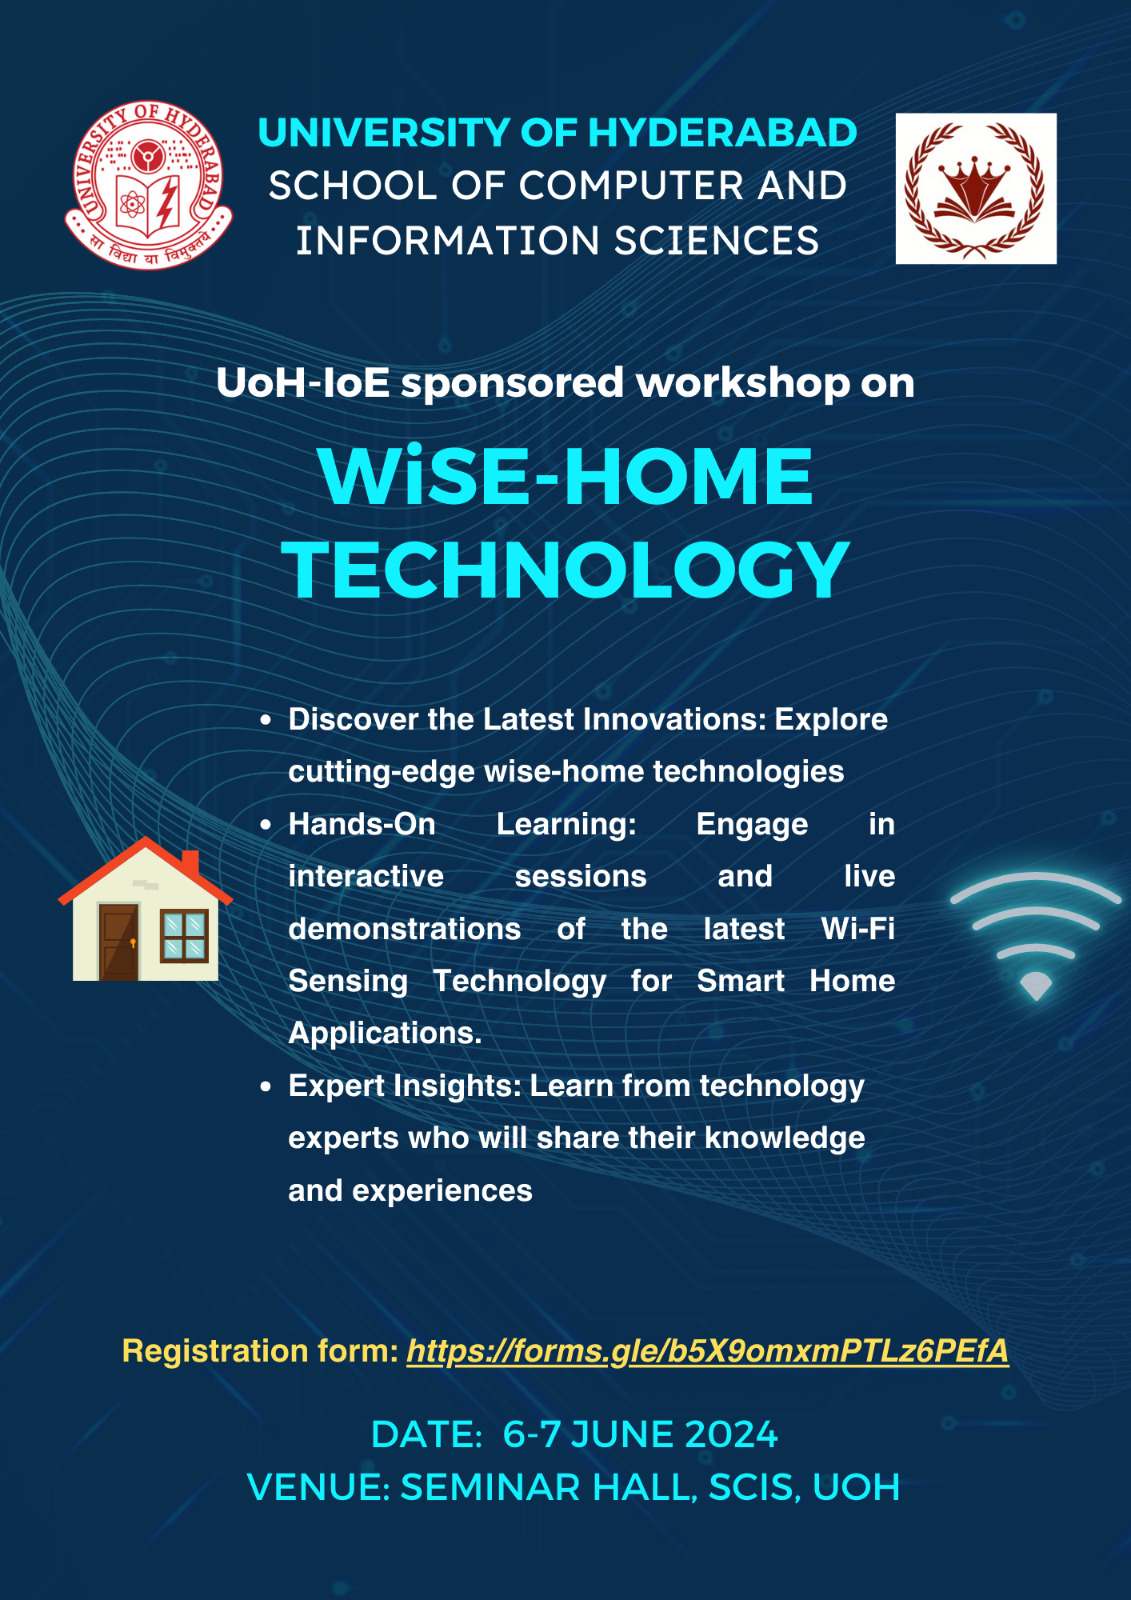 UNIVERSITY OF HYDERABAD
सा विद्या या विमुक्तये
UNIVERSITY OF HYDERABAD
SCHOOL OF COMPUTER AND
INFORMATION SCIENCES
UoH-IoE sponsored workshop on
WiSE-HOME
TECHNOLOGY
• Discover the Latest Innovations: Explore
cutting-edge wise-home technologies
• Hands-On Learning: Engage in
interactive sessions and live
demonstrations of the latest Wi-Fi
Sensing Technology for Smart Home
Applications.
• Expert Insights: Learn from technology
experts who will share their knowledge
and experiences
Registration form: https://forms.gle/b5X9omxmPTLz6PEfA
DATE: 6-7 JUNE 2024
VENUE: SEMINAR HALL, SCIS, UOH